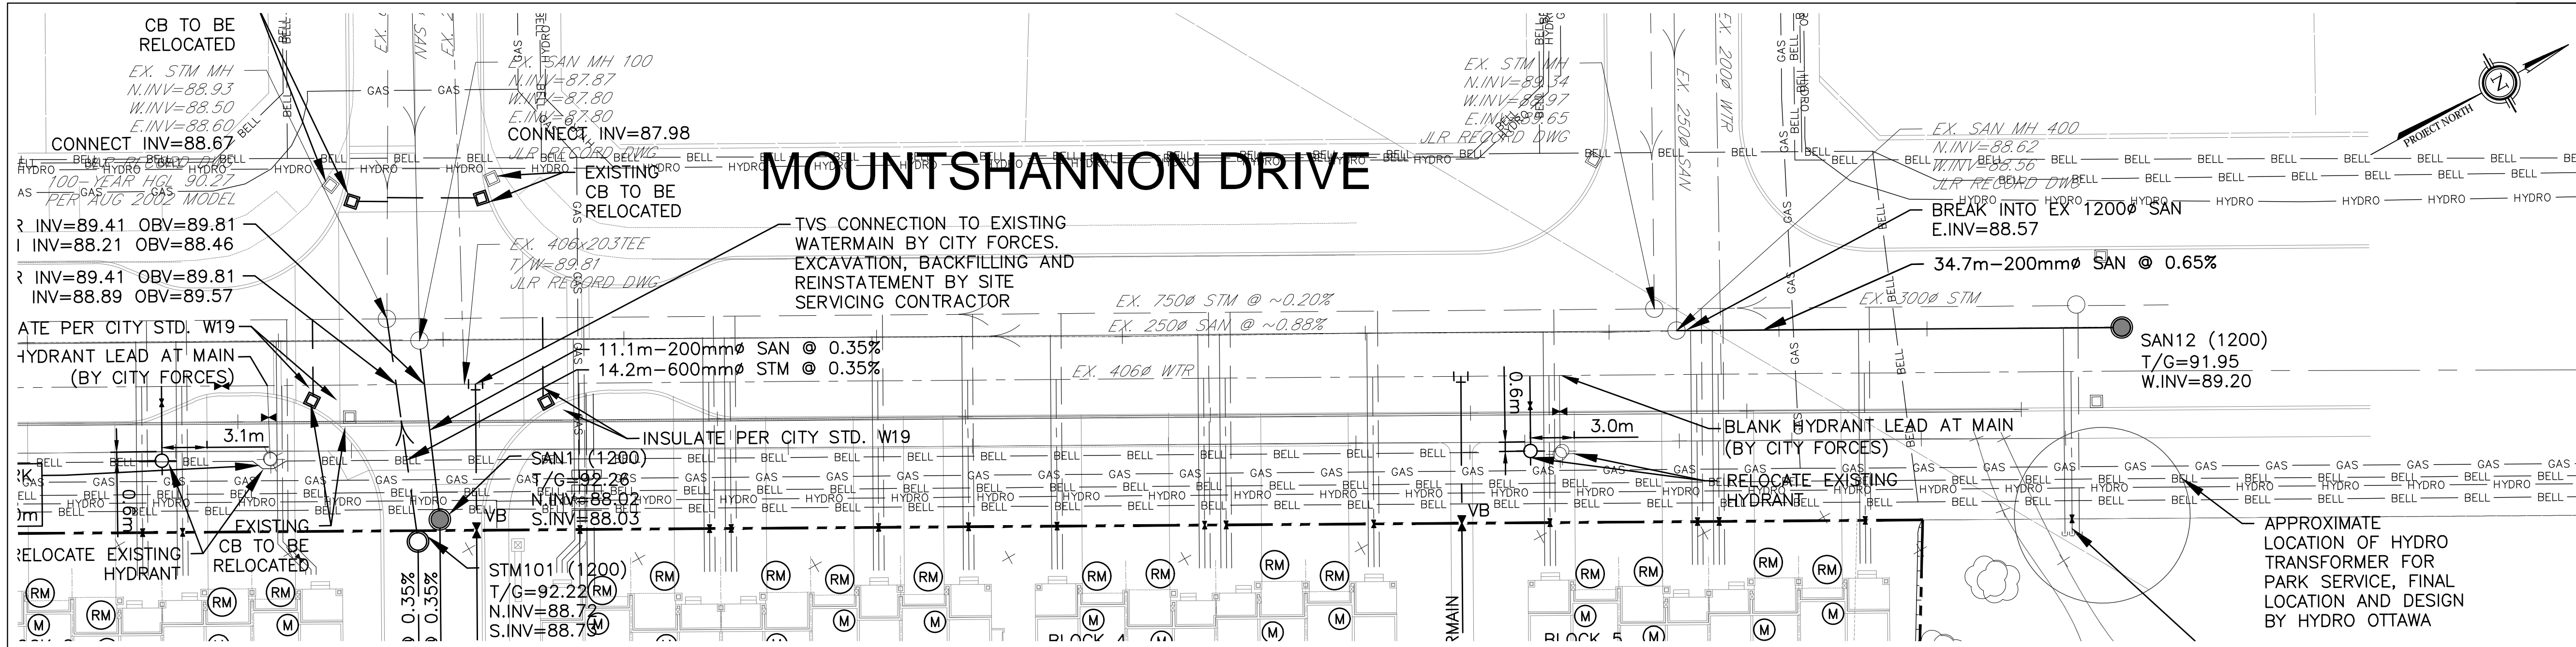 CB TO BE
RELOCATED
EX. STM MH
N.INV=88.93
W.INV=88.50
E.INV=88.60
CONNECT INV=88.67
100-YEAR HGL 90.27
PER AUG 2002 MODEL
INV=89.41 OBV=89.81
INV=88.21 OBV=88.46
INV=89.41 OBV=89.81
INV=88.89 OBV=89.57
PER CITY STD. W19
HYDRANT LEAD AT MAIN
(BY CITY FORCES)
3.1m
0.6m
RELOCATE EXISTING
HYDRANT
EXISTING
CB TO BE
RELOCATED
EX.
SAN
EX.
EX. SAN MH 100
N.INV=87.87
W.INV=87.80
E.INV=87.80
CONNECT INV=87.98
JLR RECORD DWG
EXISTING
CB TO BE
RELOCATED
EX. 406x203TEE
T/W=89.81
JLR RECORD DWG
MOUNTSHANNON DRIVE
TVS CONNECTION TO EXISTING
WATERMAIN BY CITY FORCES.
EXCAVATION, BACKFILLING AND
REINSTATEMENT BY SITE
SERVICING CONTRACTOR
11.1m-200mmø SAN @ 0.35%
14.2m-600mmø STM @ 0.35%
INSULATE PER CITY STD. W19
SAN1 (1200)
T/G=92.26
N.INV=88.02
S.INV=88.03
VB
STM101 (1200)
T/G=92.22
N.INV=88.72
S.INV=88.73
@ 0.35%
@ 0.35%
EX. 750ø STM @ ~0.20%
EX. 250ø SAN @ ~0.88%
EX. 406ø WTR
EX. STM MH
N.INV=89.34
W.INV=88.97
E.INV=89.65
JLR RECORD DWG
EX. 250ø SAN
EX. 200ø WTR
EX. SAN MH 400
N.INV=88.62
W.INV=88.56
JLR RECORD DWG
BREAK INTO EX 1200ø SAN
E.INV=88.57
34.7m-200mmø SAN @ 0.65%
EX. 300ø STM
SAN12 (1200)
T/G=91.95
W.INV=89.20
PROJECT NORTH
N
0.6m
3.0m
BLANK HYDRANT LEAD AT MAIN
(BY CITY FORCES)
RELOCATE EXISTING
HYDRANT
VB
APPROXIMATE
LOCATION OF HYDRO
TRANSFORMER FOR
PARK SERVICE, FINAL
LOCATION AND DESIGN
BY HYDRO OTTAWA
BELL
HYDRO
GAS
RM
M
BLOCK 4
BLOCK 5